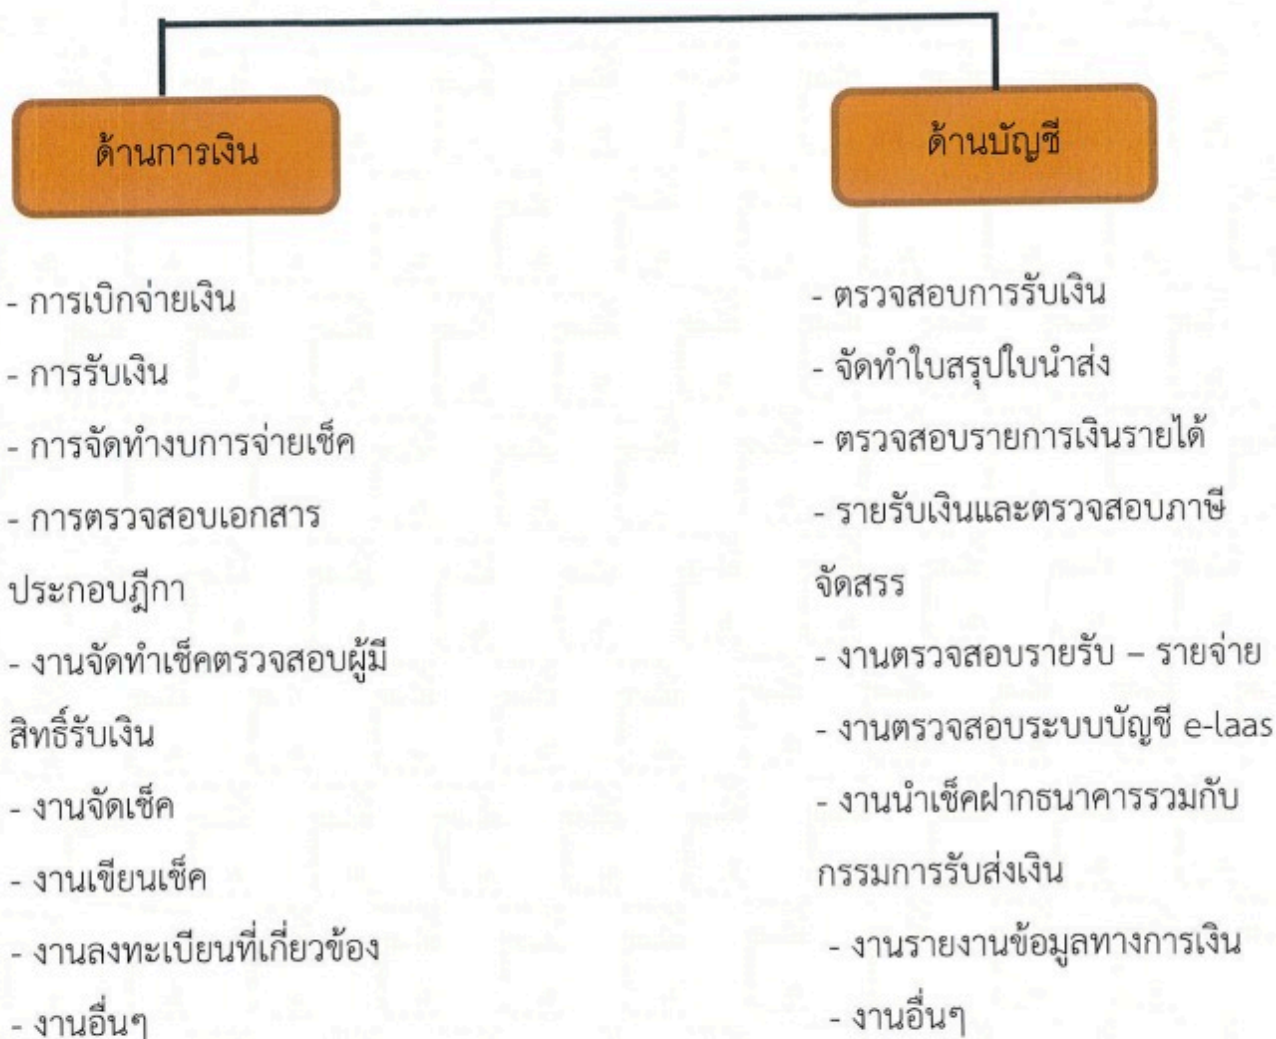 ด้านการเงิน
- การเบิกจ่ายเงิน
- การรับเงิน
- การจัดทำงบการจ่ายเช็ค
- การตรวจสอบเอกสาร
ประกอบฎีกา
- งานจัดทำเช็คตรวจสอบผู้มี
สิทธิ์รับเงิน
- งานจัดเช็ค
- งานเขียนเช็ค
- งานลงทะเบียนที่เกี่ยวข้อง
- งานอื่นๆ
ด้านบัญชี
- ตรวจสอบการรับเงิน
- จัดทำใบสรุปใบนำส่ง
- ตรวจสอบรายการเงินรายได้
- รายรับเงินและตรวจสอบภาษี
จัดสรร
- งานตรวจสอบรายรับ – รายจ่าย
- งานตรวจสอบระบบบัญชี e-laas
- งานนำเช็คฝากธนาคารรวมกับ
กรรมการรับส่งเงิน
- งานรายงานข้อมูลทางการเงิน
- งานอื่นๆ